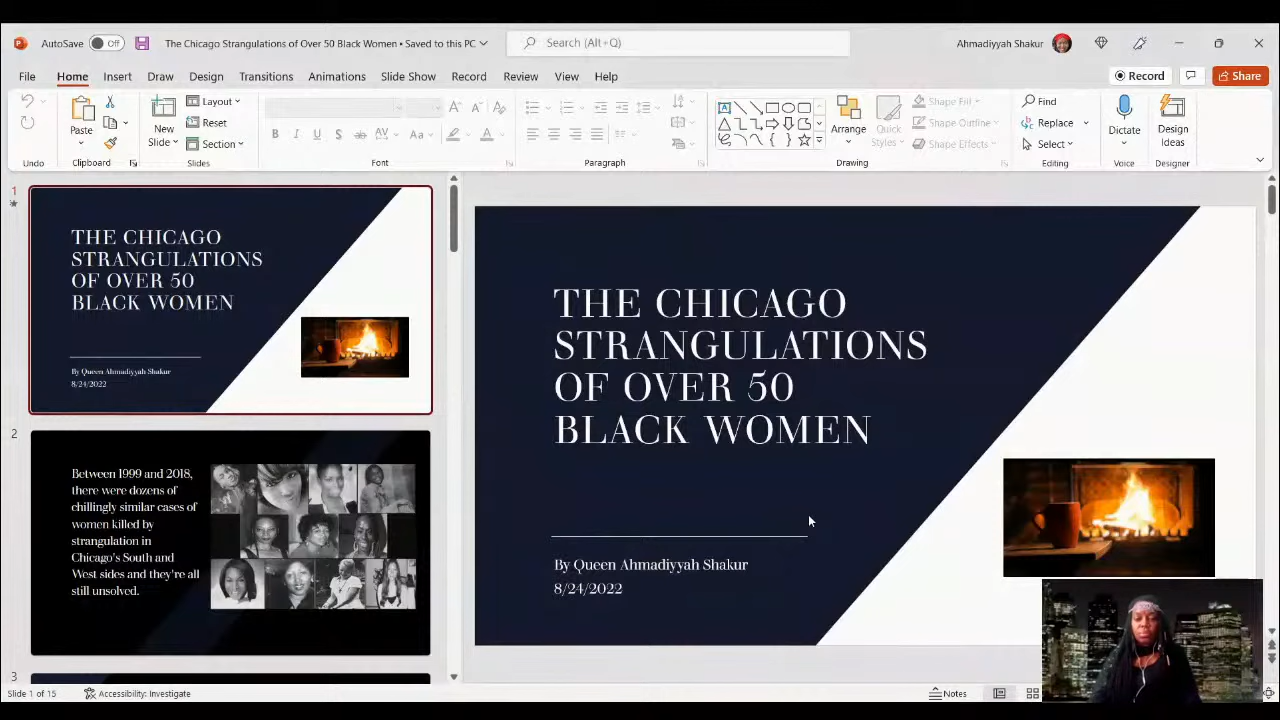 AutoSave Off The Chicago Strangulations of Over 50 Black Women • Saved to this PC Search (Alt+Q) Ahmadiyyah Shakur
File Home Insert Draw Design Transitions Animations Slide Show Record Review View Help Record Share
Paste New Slide Layout Reset Section
B I U S ab AV Aa A A A A
Arrange Quick Styles Shape Fill Shape Outline Shape Effects
Find Replace Select Dictate Design Ideas
Undo Clipboard Slides Font Paragraph Drawing Editing Voice Designer
1
THE CHICAGO
STRANGULATIONS
OF OVER 50
BLACK WOMEN
By Queen Ahmadiyyah Shakur
8/24/2022
2
Between 1999 and 2018,
there were dozens of
chillingly similar cases of
women killed by
strangulation in
Chicago's South and
West sides and they're all
still unsolved.
3
THE CHICAGO
STRANGULATIONS
OF OVER 50
BLACK WOMEN
By Queen Ahmadiyyah Shakur
8/24/2022
Slide 1 of 15 Accessibility: Investigate Notes